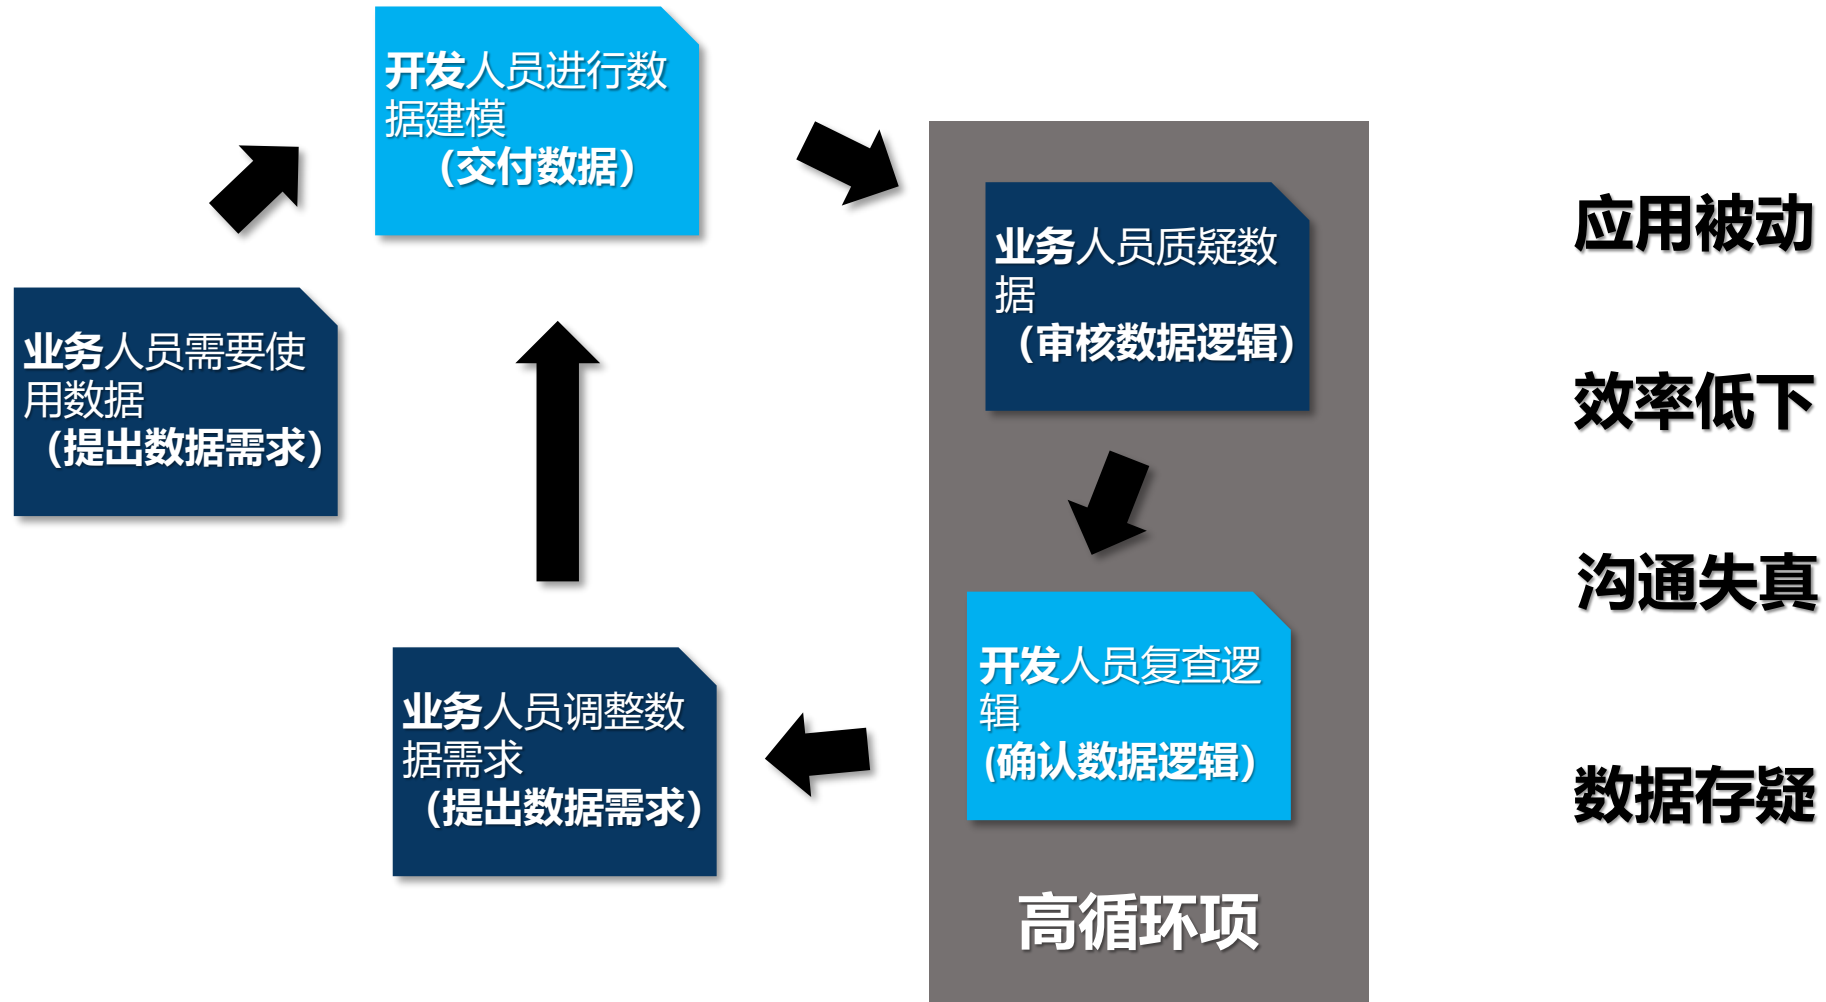 开发人员进行数
据建模
（交付数据）
业务人员需要使
用数据
（提出数据需求）
业务人员质疑数
据
（审核数据逻辑）
开发人员复查逻
辑
(确认数据逻辑）
业务人员调整数
据需求
（提出数据需求）
高循环项
应用被动
效率低下
沟通失真
数据存疑